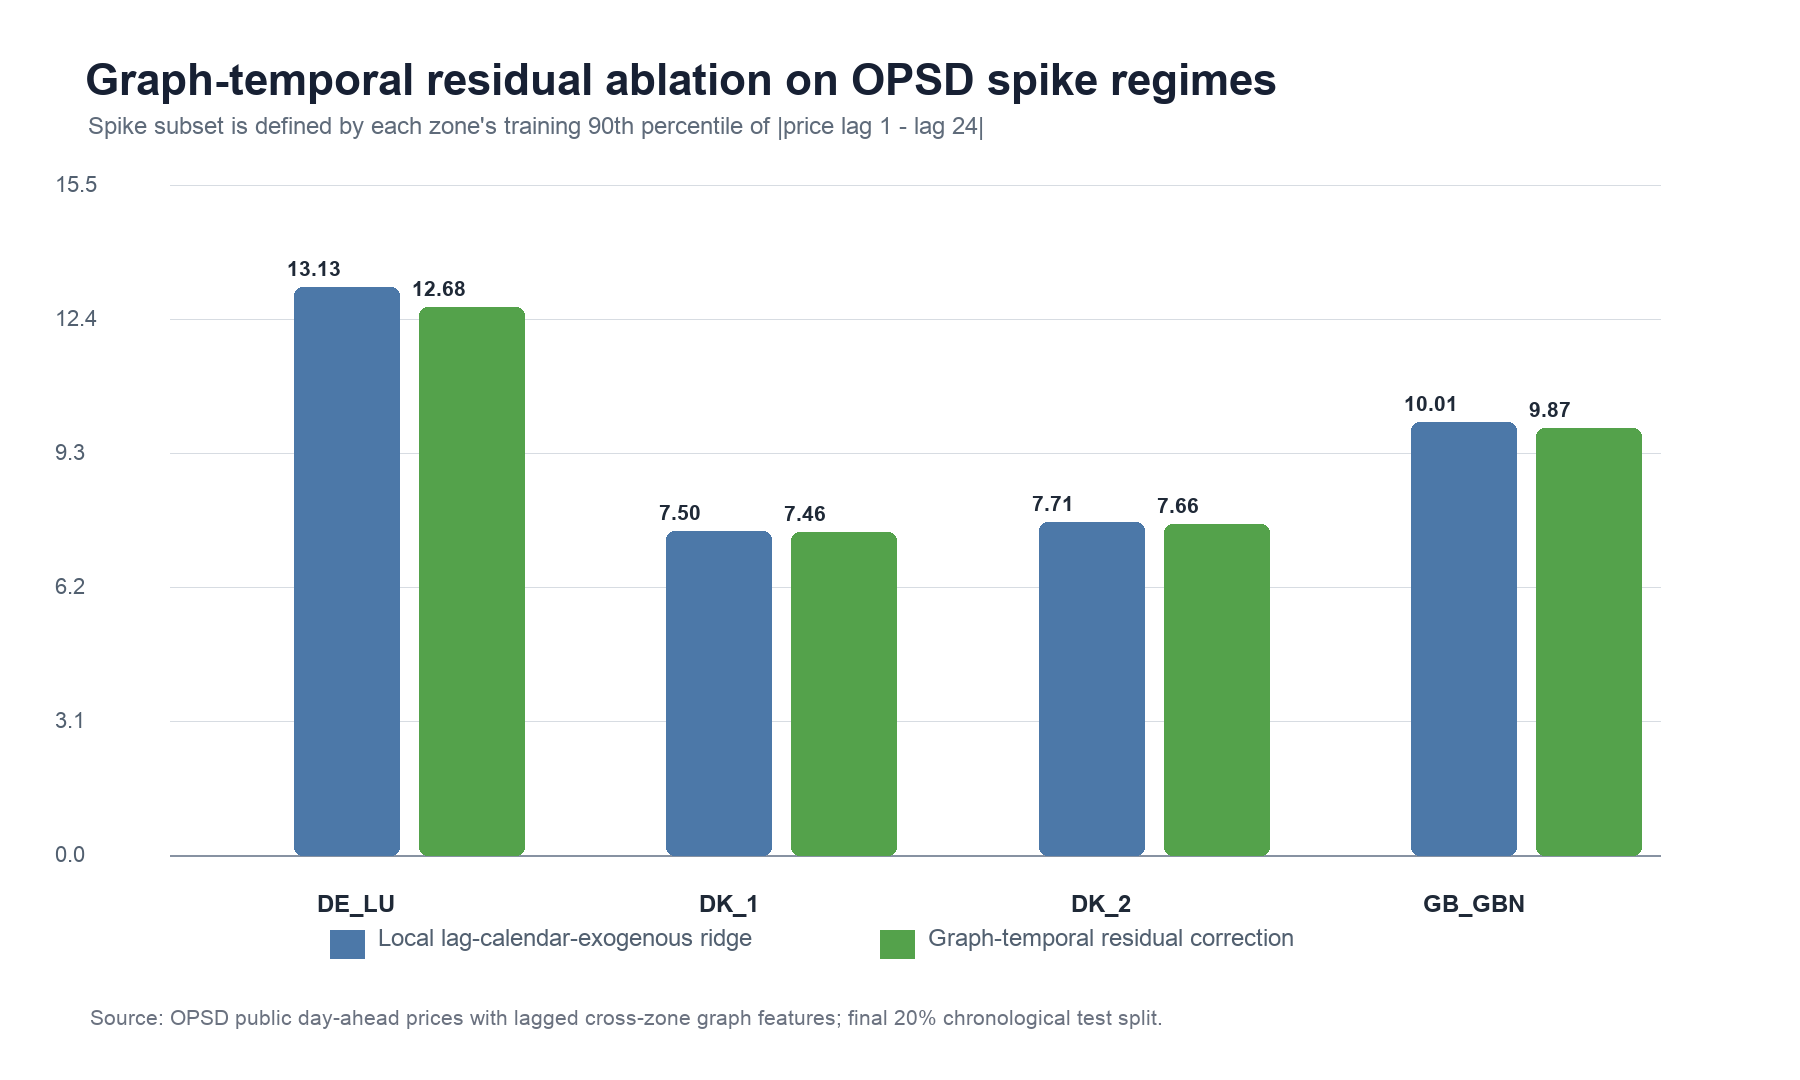 Graph-temporal residual ablation on OPSD spike regimes
Spike subset is defined by each zone's training 90th percentile of |price lag 1 - lag 24|
15.5
13.13
12.68
12.4
10.01
9.87
9.3
7.50
7.46
7.71
7.66
6.2
3.1
0.0
DE_LU
DK_1
DK_2
GB_GBN
Local lag-calendar-exogenous ridge
Graph-temporal residual correction
Source: OPSD public day-ahead prices with lagged cross-zone graph features; final 20% chronological test split.